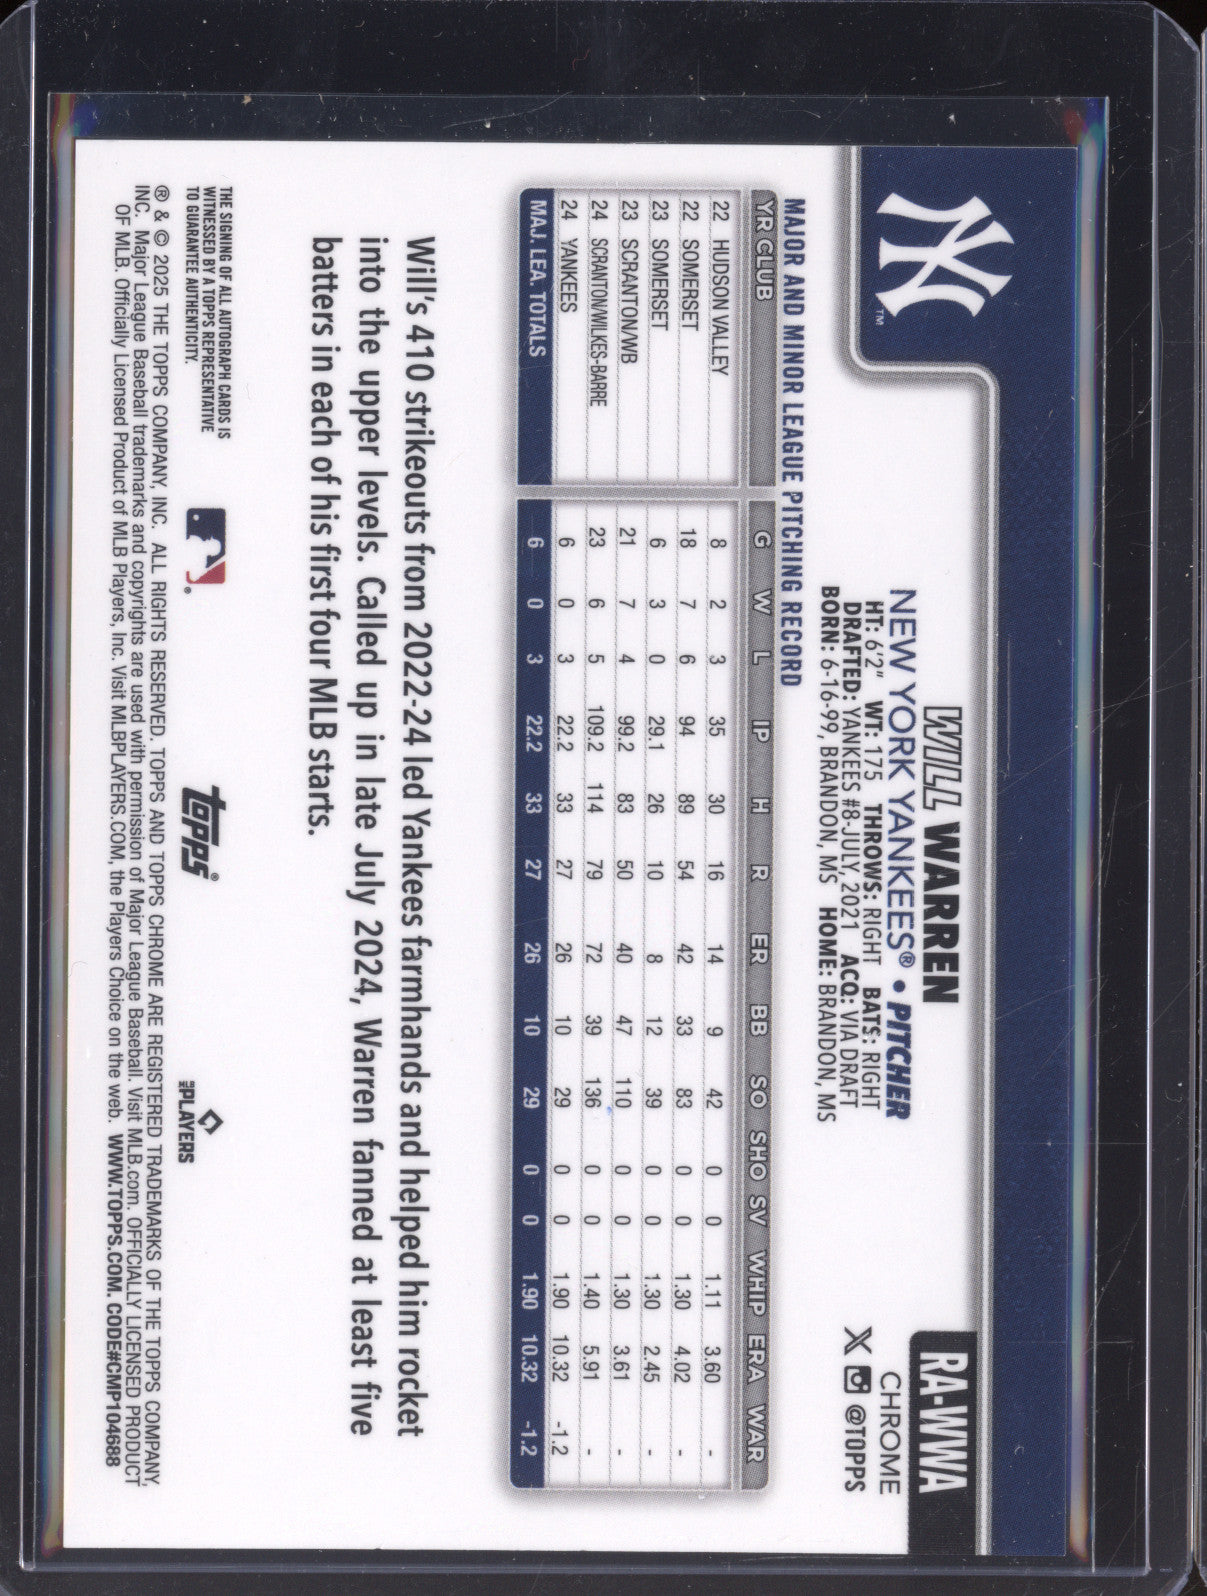 RA-WWA
CHROME
@TOPPS
WILL WARREN
NEW YORK YANKEES® • PITCHER
HT: 6'2" WT: 175 THROWS: RIGHT BATS: RIGHT
DRAFTED: YANKEES #8-JULY, 2021 ACQ: VIA DRAFT
BORN: 6-16-99, BRANDON, MS HOME: BRANDON, MS
NY TM
MAJOR AND MINOR LEAGUE PITCHING RECORD
YR CLUB G W L IP H R ER BB SO SHO SV WHIP ERA WAR
22 HUDSON VALLEY 8 2 3 35 30 16 14 9 42 0 0 1.11 3.60 -
22 SOMERSET 18 7 6 94 89 54 42 33 83 0 0 1.30 4.02 -
23 SOMERSET 6 3 0 29.1 26 10 8 12 39 0 0 1.30 2.45 -
23 SCRANTON/WB 21 7 4 99.2 83 50 40 47 110 0 0 1.30 3.61 -
24 SCRANTON/WILKES-BARRE 23 6 5 109.2 114 79 72 39 136 0 0 1.40 5.91 -
24 YANKEES 6 0 3 22.2 33 27 26 10 29 0 0 1.90 10.32 -1.2
MAJ. LEA. TOTALS 6 0 3 22.2 33 27 26 10 29 0 0 1.90 10.32 -1.2
Will's 410 strikeouts from 2022-24 led Yankees farmhands and helped him rocket
into the upper levels. Called up in late July 2024, Warren fanned at least five
batters in each of his first four MLB starts.
THE SIGNING OF ALL AUTOGRAPH CARDS IS
WITNESSED BY A TOPPS REPRESENTATIVE
TO GUARANTEE AUTHENTICITY.
®
TOPPS®
MLB PLAYERS
® & © 2025 THE TOPPS COMPANY, INC. ALL RIGHTS RESERVED. TOPPS AND TOPPS CHROME ARE REGISTERED TRADEMARKS OF THE TOPPS COMPANY,
INC. Major League Baseball trademarks and copyrights are used with permission of Major League Baseball. Visit MLB.com. OFFICIALLY LICENSED PRODUCT
OF MLB. Officially Licensed Product of MLB Players, Inc. Visit MLBPLAYERS.COM, the Players Choice on the web. WWW.TOPPS.COM. CODE#CMP104688